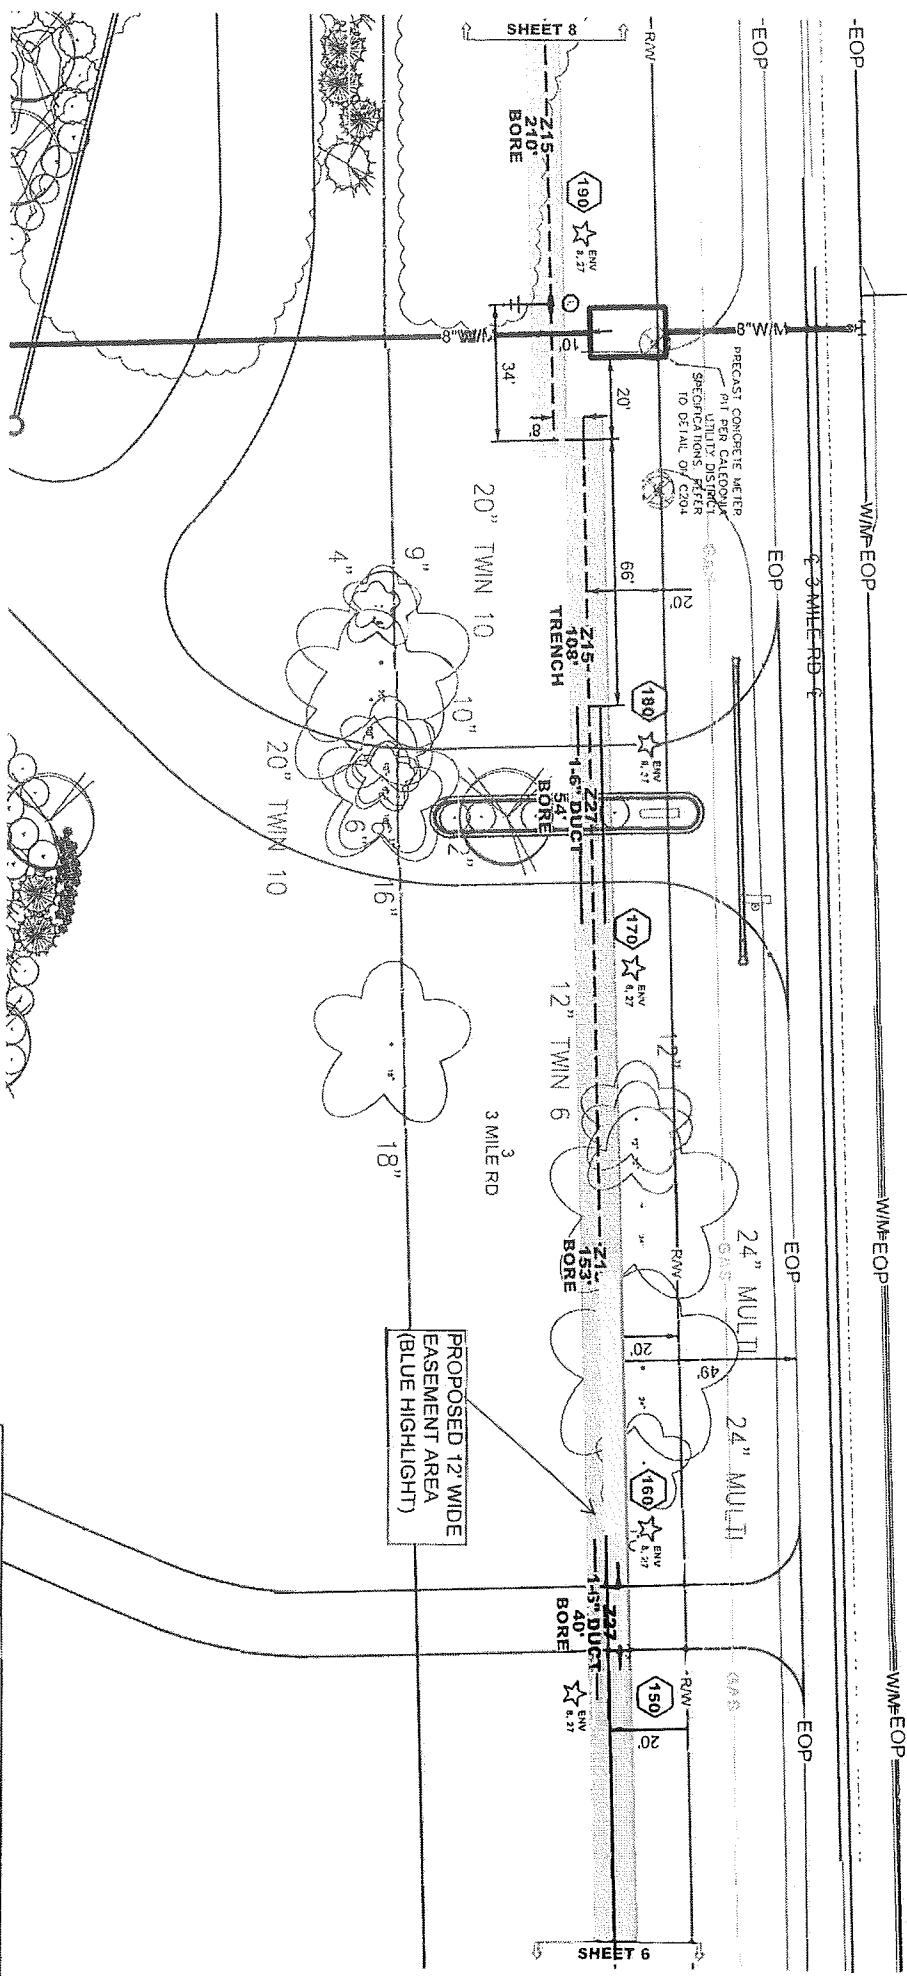 SHEET 8
R/W
EOP
EOP
Z15
210'
BORE
190
ENV
8, 27
8"W/M
8"W/M
10'
34'
8'
20'
PRECAST CONCRETE METER
PIT PER CALEDONIA
UTILITY DISTRICT
SPECIFICATIONS. REFER
TO DETAIL ON C204
W/M
EOP
EOP
℄ 3 MILE RD ℄
GAS
66'
20'
20" TWIN 10
9"
4"
Z15
108'
TRENCH
180
ENV
8, 27
10"
20" TWIN 10
6"
16"
Z27
1-6" DUCT
BORE
54'
170
ENV
8, 27
12" TWIN 6
12"
18"
3
3 MILE RD
153'
BORE
R/W
GAS
24" MULTI
EOP
W/M
EOP
20'
49'
24" MULTI
PROPOSED 12' WIDE
EASEMENT AREA
(BLUE HIGHLIGHT)
160
ENV
8, 27
Z27
1-6" DUCT
40'
BORE
ENV
8, 27
150
R/W
GAS
20'
EOP
W/M
EOP
SHEET 6